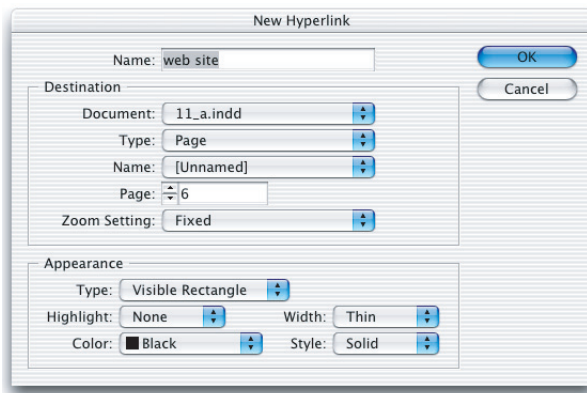 New Hyperlink
Name: web site
OK
Cancel
Destination
Document: 11_a.indd
Type: Page
Name: [Unnamed]
Page: 6
Zoom Setting: Fixed
Appearance
Type: Visible Rectangle
Highlight: None Width: Thin
Color: Black Style: Solid